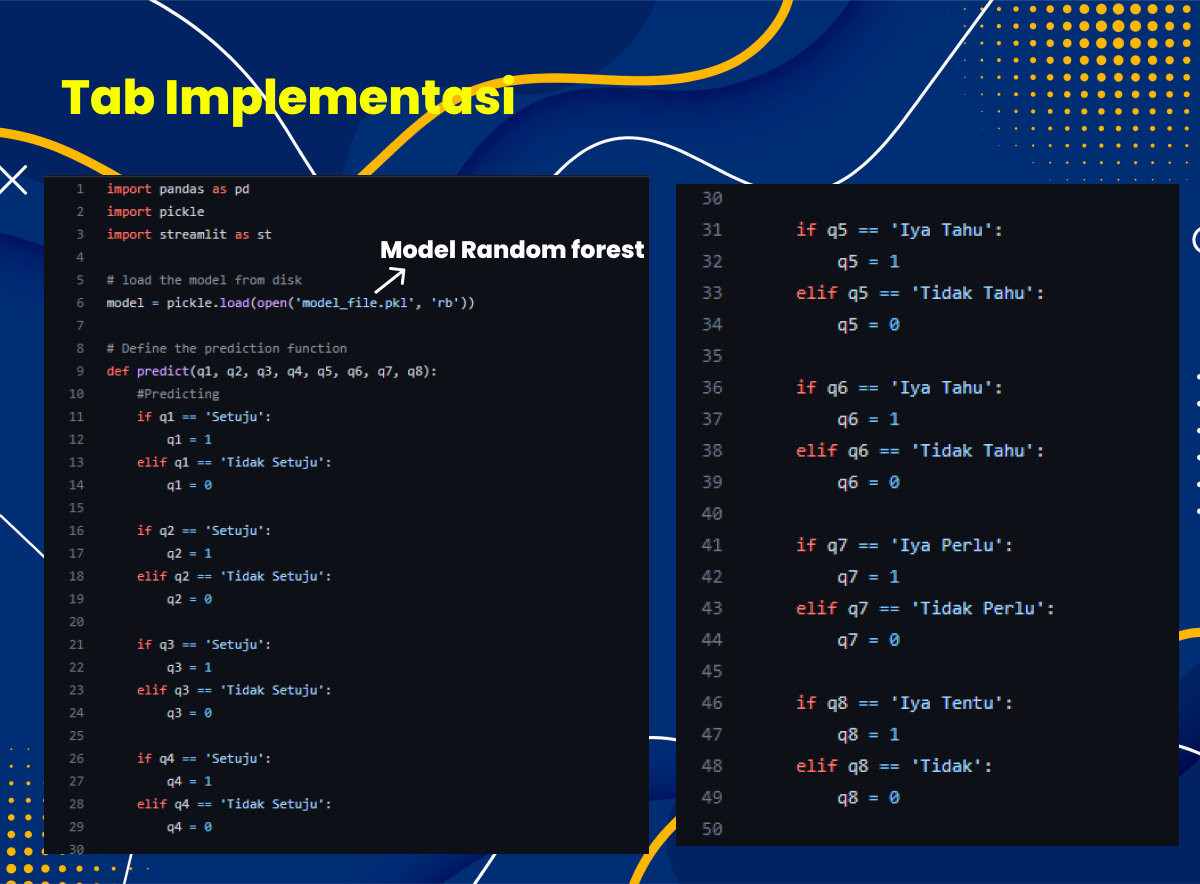 Tab Implementasi
1 import pandas as pd
2 import pickle
3 import streamlit as st
4
Model Random forest
5 # load the model from disk
6 model = pickle.load(open('model_file.pkl', 'rb'))
7
8 # Define the prediction function
9 def predict(q1, q2, q3, q4, q5, q6, q7, q8):
10     #Predicting
11     if q1 == 'Setuju':
12         q1 = 1
13     elif q1 == 'Tidak Setuju':
14         q1 = 0
15
16     if q2 == 'Setuju':
17         q2 = 1
18     elif q2 == 'Tidak Setuju':
19         q2 = 0
20
21     if q3 == 'Setuju':
22         q3 = 1
23     elif q3 == 'Tidak Setuju':
24         q3 = 0
25
26     if q4 == 'Setuju':
27         q4 = 1
28     elif q4 == 'Tidak Setuju':
29         q4 = 0
30
30
31     if q5 == 'Iya Tahu':
32         q5 = 1
33     elif q5 == 'Tidak Tahu':
34         q5 = 0
35
36     if q6 == 'Iya Tahu':
37         q6 = 1
38     elif q6 == 'Tidak Tahu':
39         q6 = 0
40
41     if q7 == 'Iya Perlu':
42         q7 = 1
43     elif q7 == 'Tidak Perlu':
44         q7 = 0
45
46     if q8 == 'Iya Tentu':
47         q8 = 1
48     elif q8 == 'Tidak':
49         q8 = 0
50